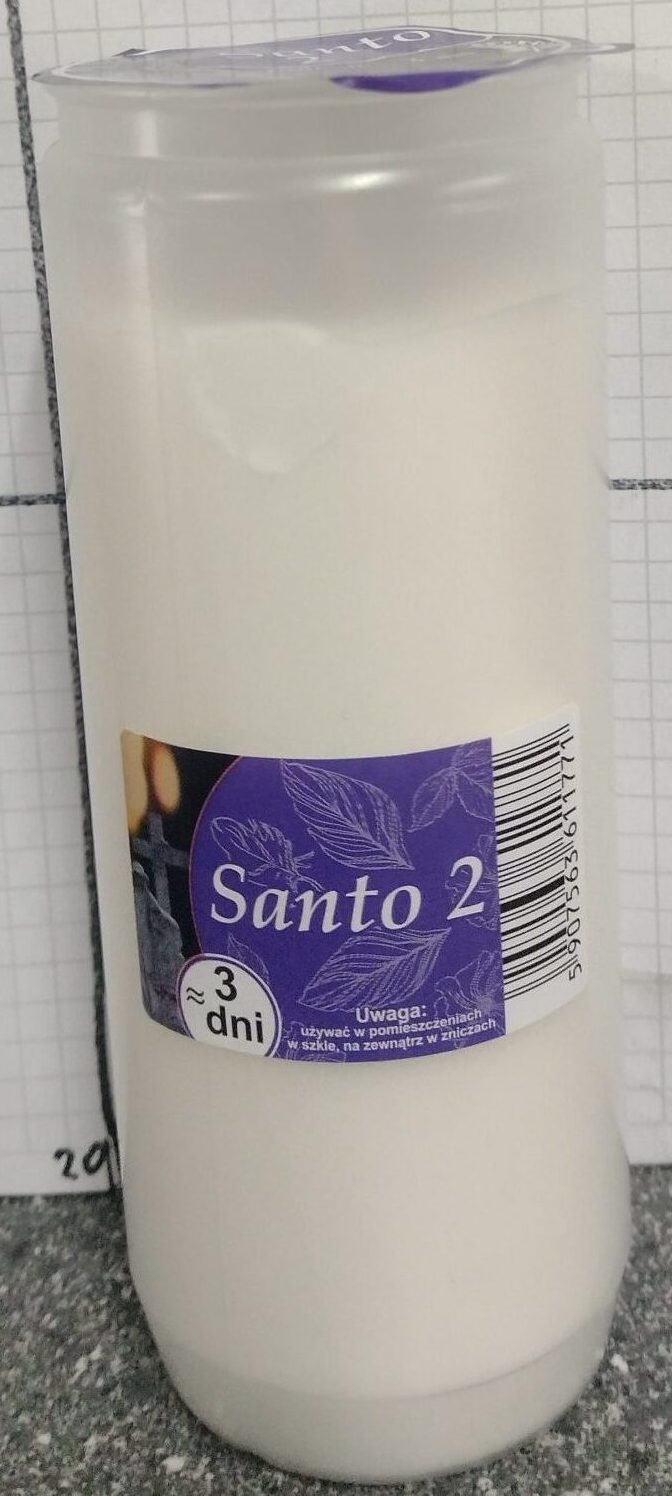 Santo
Santo 2
≈ 3
dni
Uwaga:
używać w pomieszczeniach
w szkle, na zewnątrz w zniczach
5 907563 611771
29